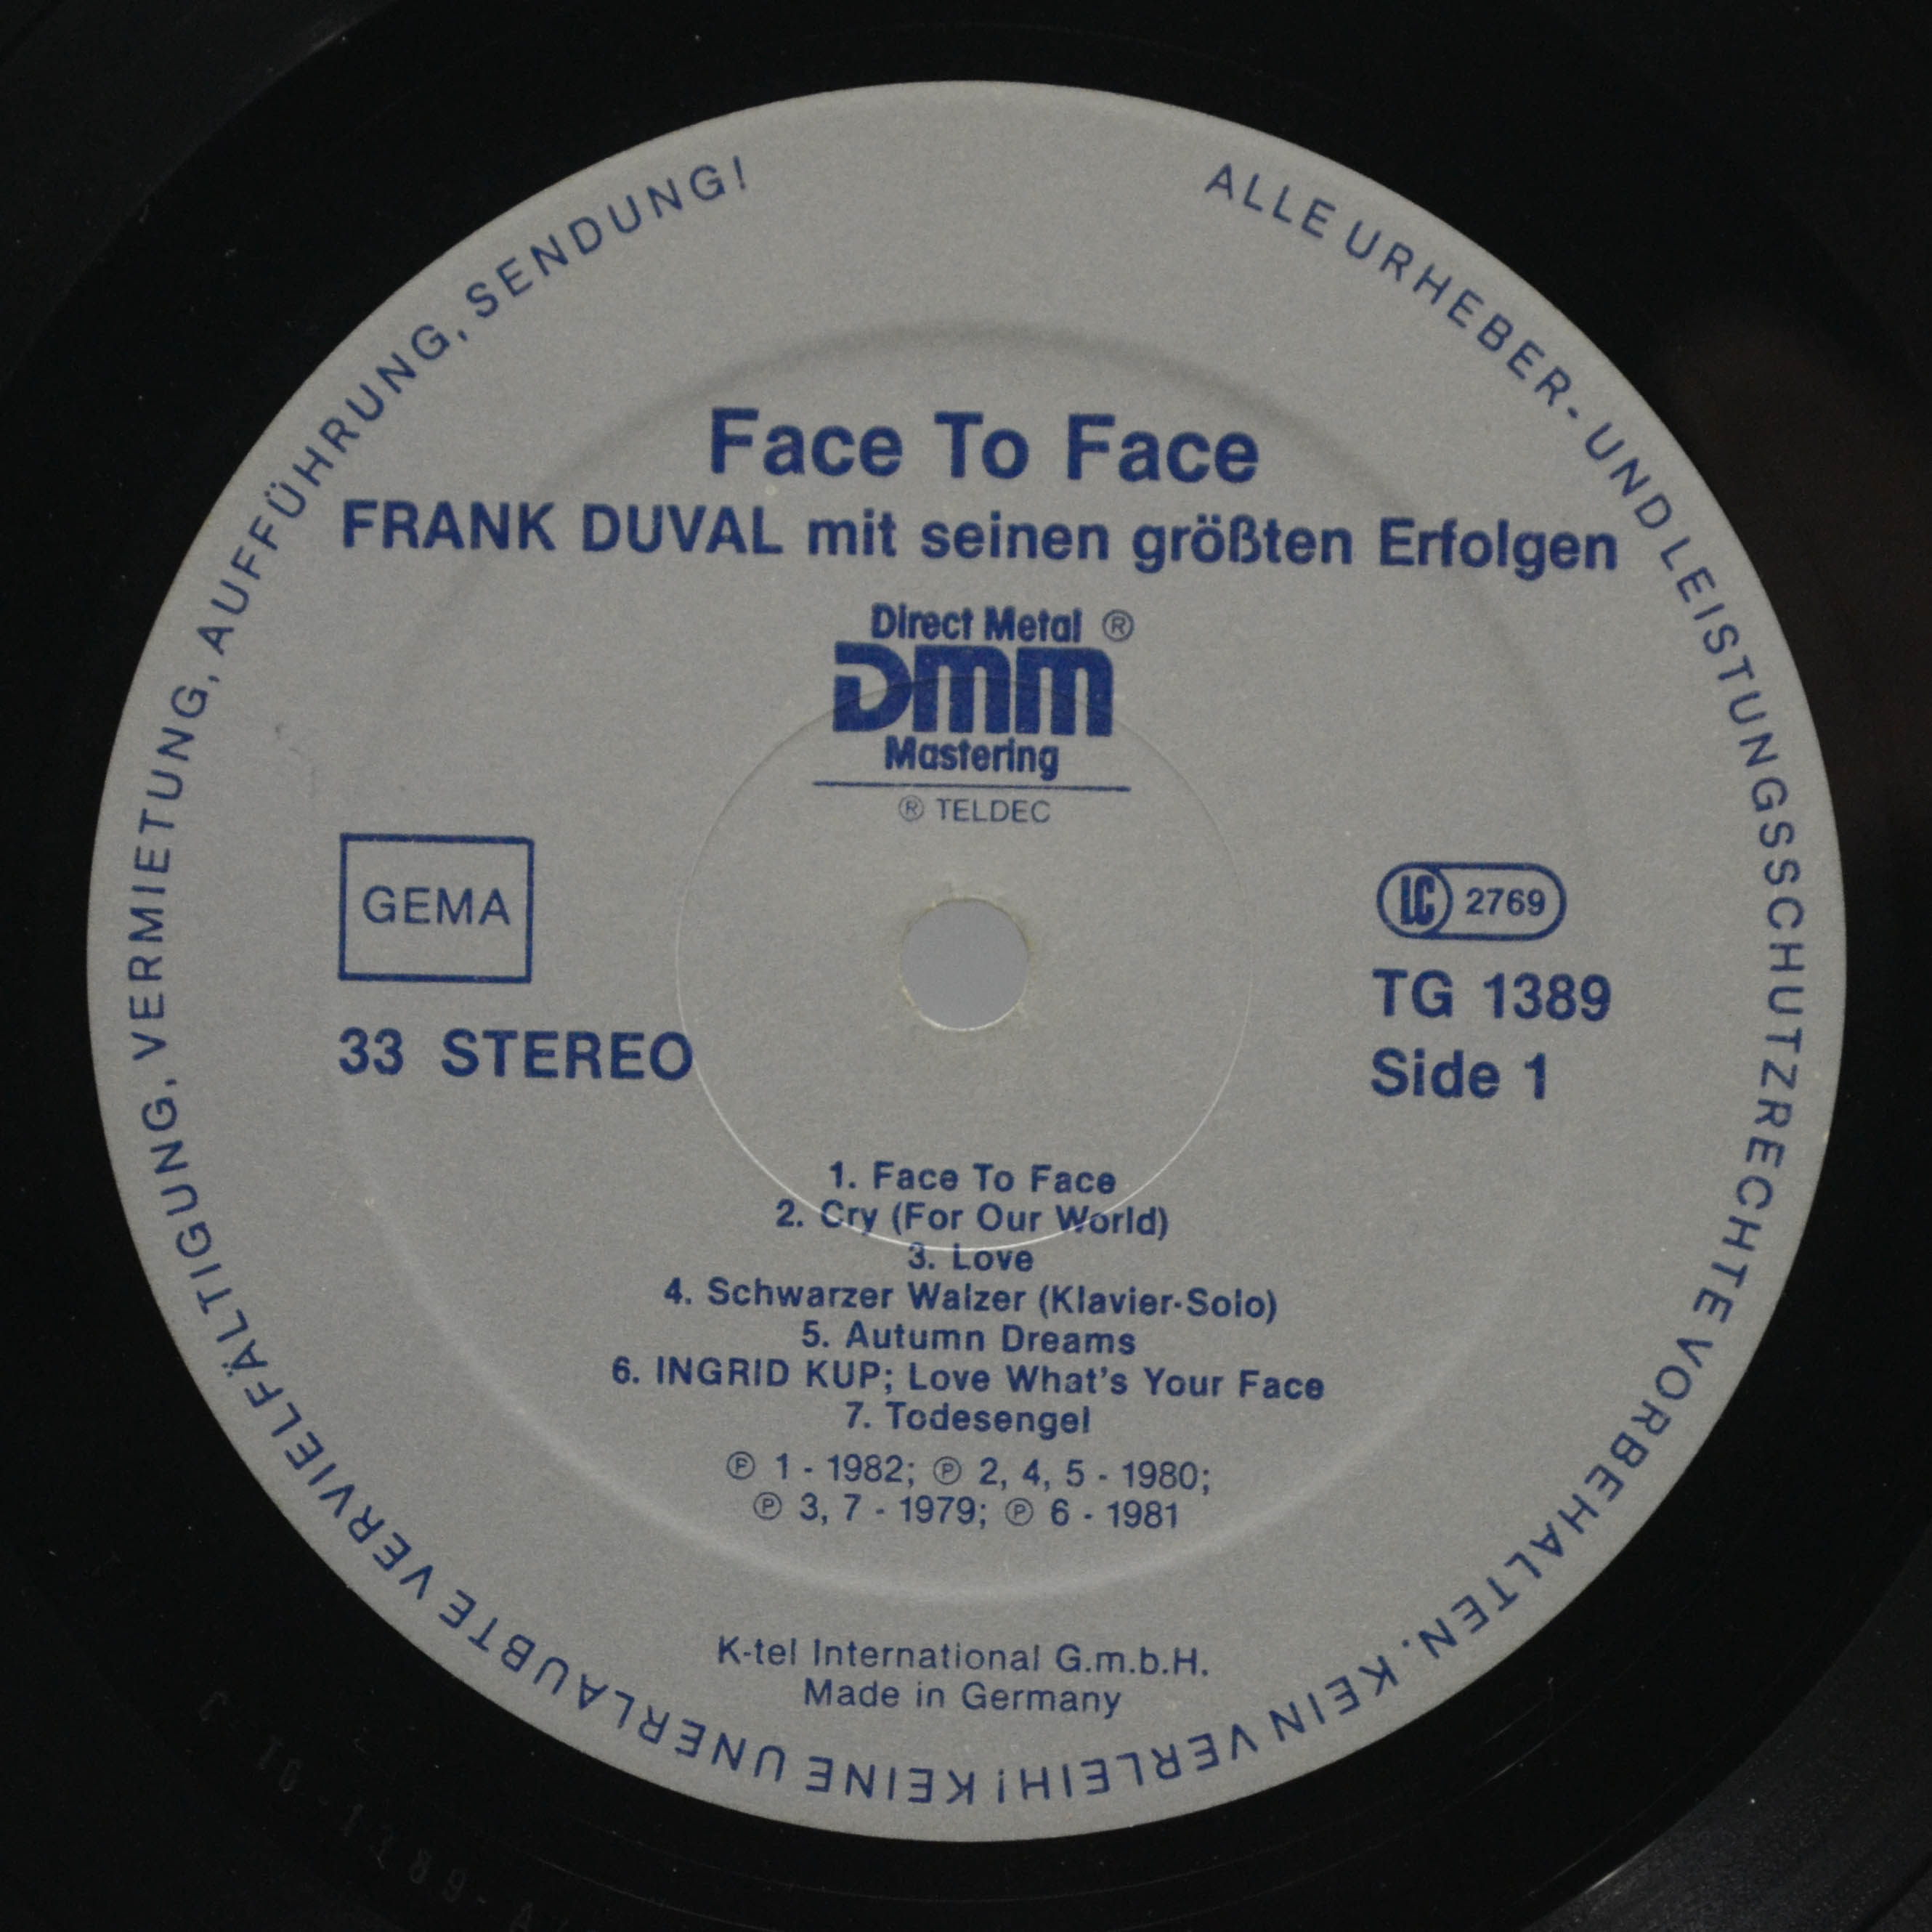 ALLE URHEBER- UND LEISTUNGSSCHUTZRECHTE VORBEHALTEN. KEIN VERLEIH! KEINE UNERLAUBTE VERVIELFÄLTIGUNG, VERMIETUNG, AUFFÜHRUNG, SENDUNG!
Face To Face
FRANK DUVAL mit seinen größten Erfolgen
Direct Metal ®
DMM
Mastering
® TELDEC
GEMA
33 STEREO
LC 2769
TG 1389
Side 1
1. Face To Face
2. Cry (For Our World)
3. Love
4. Schwarzer Walzer (Klavier-Solo)
5. Autumn Dreams
6. INGRID KUP; Love What's Your Face
7. Todesengel
℗ 1 - 1982; ℗ 2, 4, 5 - 1980;
℗ 3, 7 - 1979; ℗ 6 - 1981
K-tel International G.m.b.H.
Made in Germany